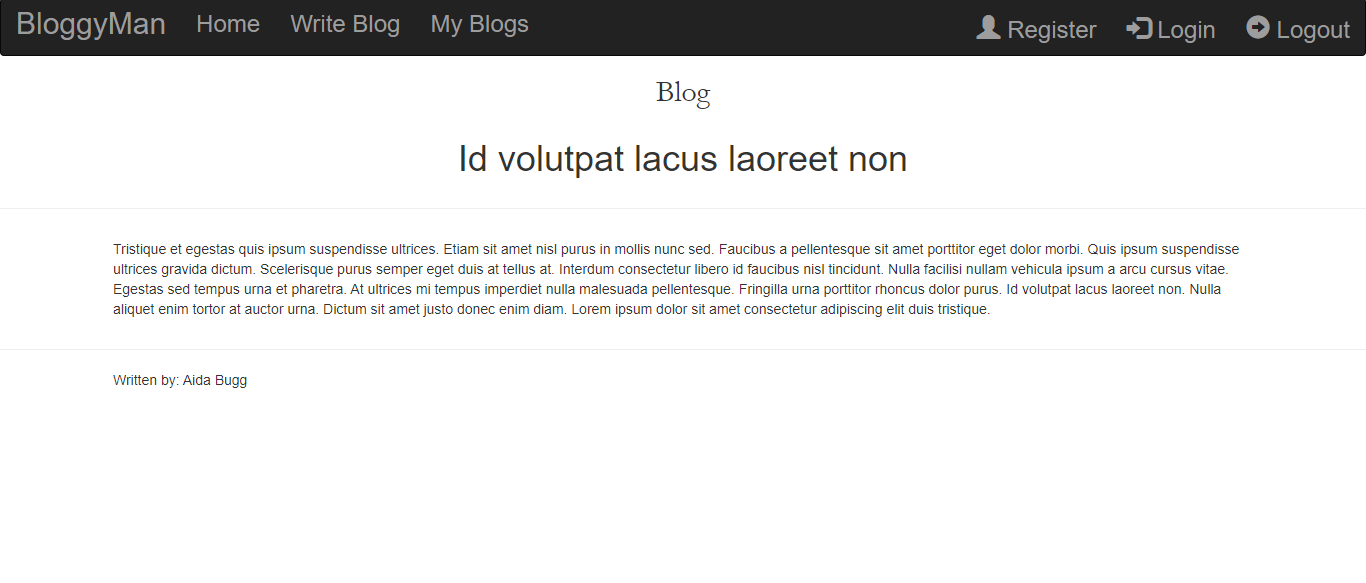 BloggyMan Home Write Blog My Blogs Register Login Logout
Blog
Id volutpat lacus laoreet non
Tristique et egestas quis ipsum suspendisse ultrices. Etiam sit amet nisl purus in mollis nunc sed. Faucibus a pellentesque sit amet porttitor eget dolor morbi. Quis ipsum suspendisse
ultrices gravida dictum. Scelerisque purus semper eget duis at tellus at. Interdum consectetur libero id faucibus nisl tincidunt. Nulla facilisi nullam vehicula ipsum a arcu cursus vitae.
Egestas sed tempus urna et pharetra. At ultrices mi tempus imperdiet nulla malesuada pellentesque. Fringilla urna porttitor rhoncus dolor purus. Id volutpat lacus laoreet non. Nulla
aliquet enim tortor at auctor urna. Dictum sit amet justo donec enim diam. Lorem ipsum dolor sit amet consectetur adipiscing elit duis tristique.
Written by: Aida Bugg